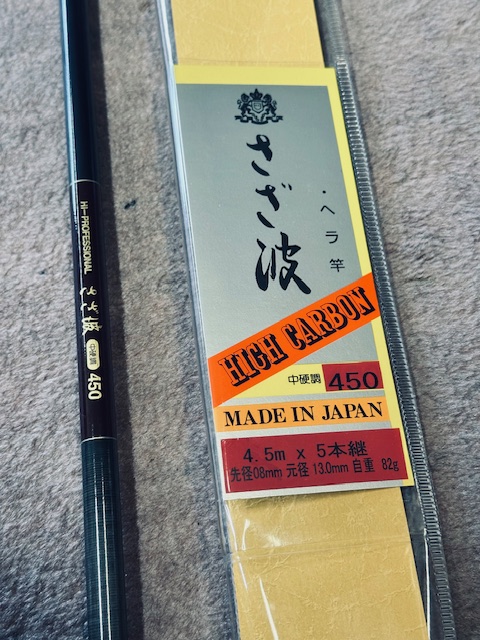 HI-PROFESSIONAL さざ波 中硬調 450
さざ波
・ヘラ竿
HIGH CARBON
中硬調 450
MADE IN JAPAN
4.5m x 5本継
先径08mm 元径 13.0mm 自重 82g